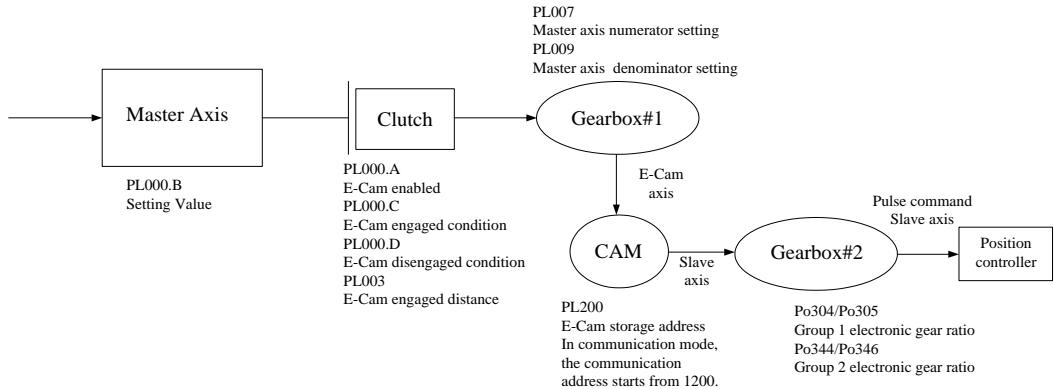 PL007
Master axis numerator setting
PL009
Master axis denominator setting
Master Axis
Clutch
Gearbox#1
PL000.B
Setting Value
PL000.A
E-Cam enabled
PL000.C
E-Cam engaged condition
PL000.D
E-Cam disengaged condition
PL003
E-Cam engaged distance
E-Cam
axis
CAM
Slave
axis
Gearbox#2
Pulse command
Slave axis
Position
controller
PL200
E-Cam storage address
In communication mode,
the communication
address starts from 1200.
Po304/Po305
Group 1 electronic gear ratio
Po344/Po346
Group 2 electronic gear ratio